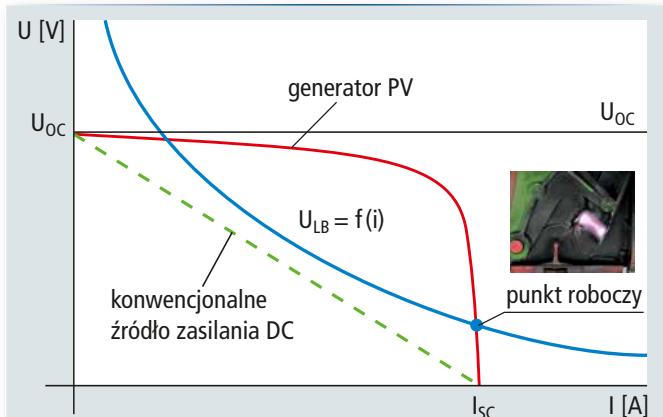 U [V]
generator PV
U_OC
U_OC
U_LB = f (i)
konwencjonalne
źródło zasilania DC
punkt roboczy
I_SC
I [A]